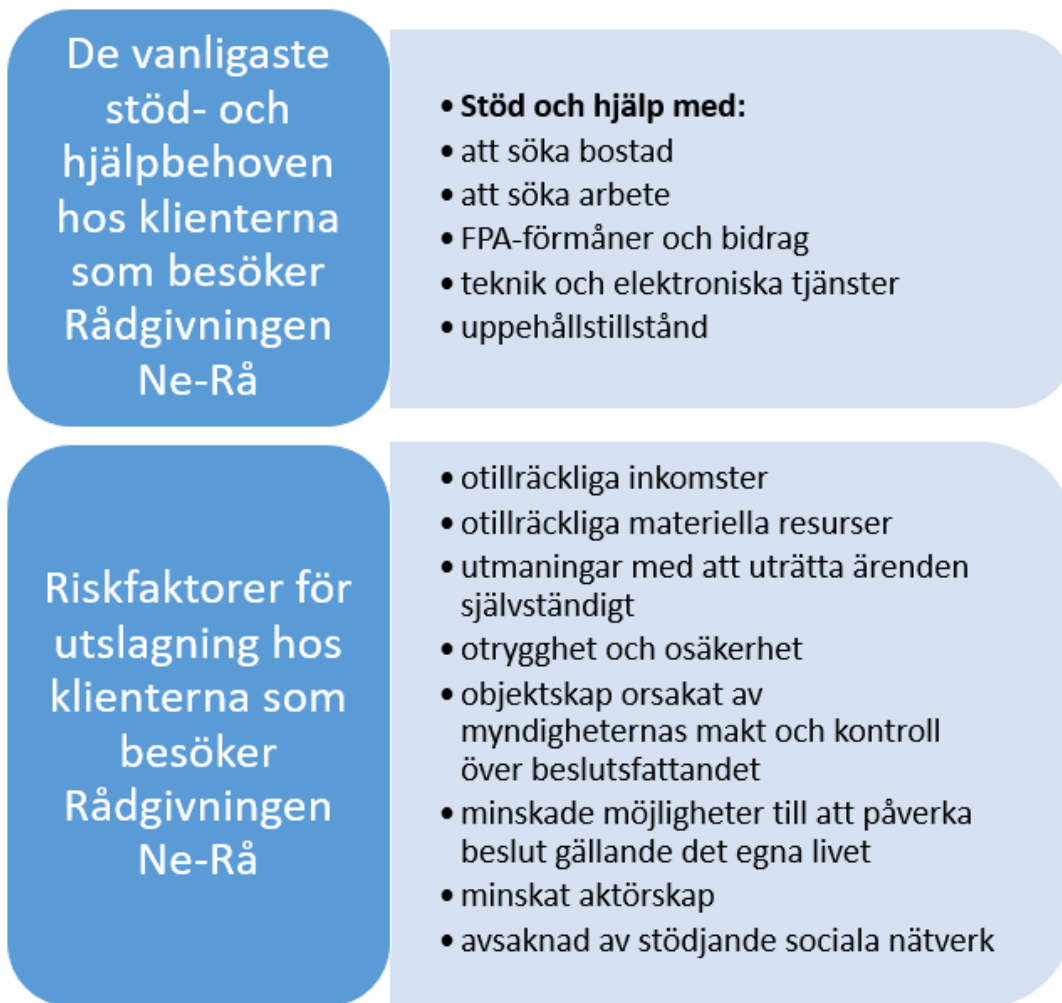 De vanligaste
stöd- och
hjälpbehoven
hos klienterna
som besöker
Rådgivningen
Ne-Rå
• Stöd och hjälp med:
• att söka bostad
• att söka arbete
• FPA-förmåner och bidrag
• teknik och elektroniska tjänster
• uppehållstillstånd
Riskfaktorer för
utslagning hos
klienterna som
besöker
Rådgivningen
Ne-Rå
• otillräckliga inkomster
• otillräckliga materiella resurser
• utmaningar med att uträtta ärenden
självständigt
• otrygghet och osäkerhet
• objektskap orsakat av
myndigheternas makt och kontroll
över beslutsfattandet
• minskade möjligheter till att påverka
beslut gällande det egna livet
• minskat aktörskap
• avsaknad av stödjande sociala nätverk